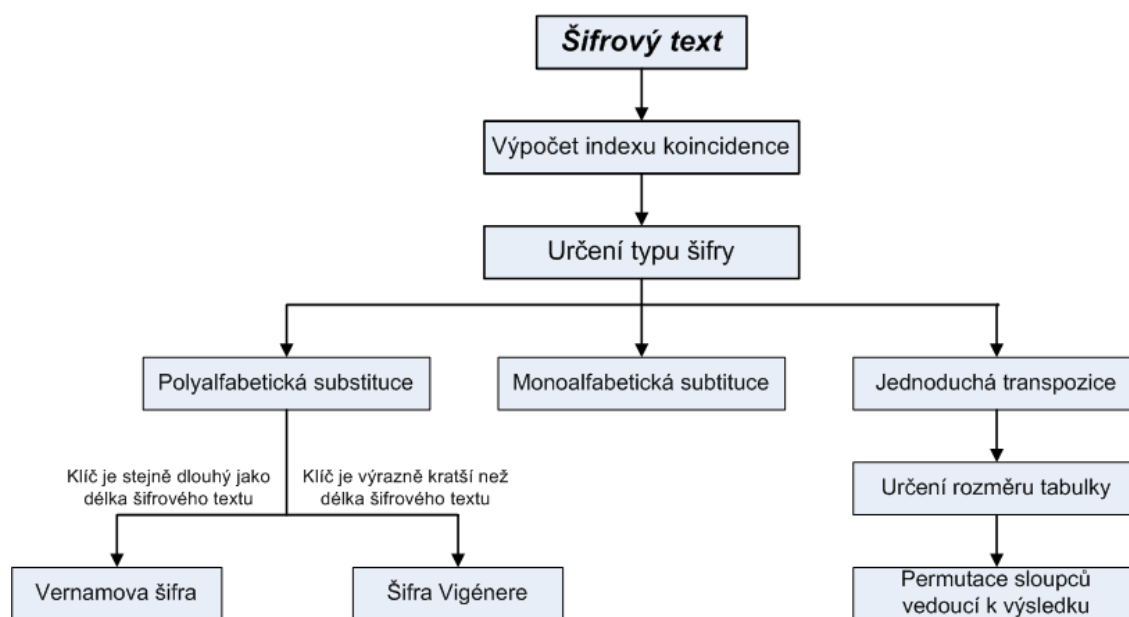 Šifrový text
Výpočet indexu koincidence
Určení typu šifry
Polyalfabetická substituce
Monoalfabetická subtituce
Jednoduchá transpozice
Klíč je stejně dlouhý jako
délka šifrového textu
Klíč je výrazně kratší než
délka šifrového textu
Určení rozměru tabulky
Vernamova šifra
Šifra Vigénere
Permutace sloupců
vedoucí k výsledku